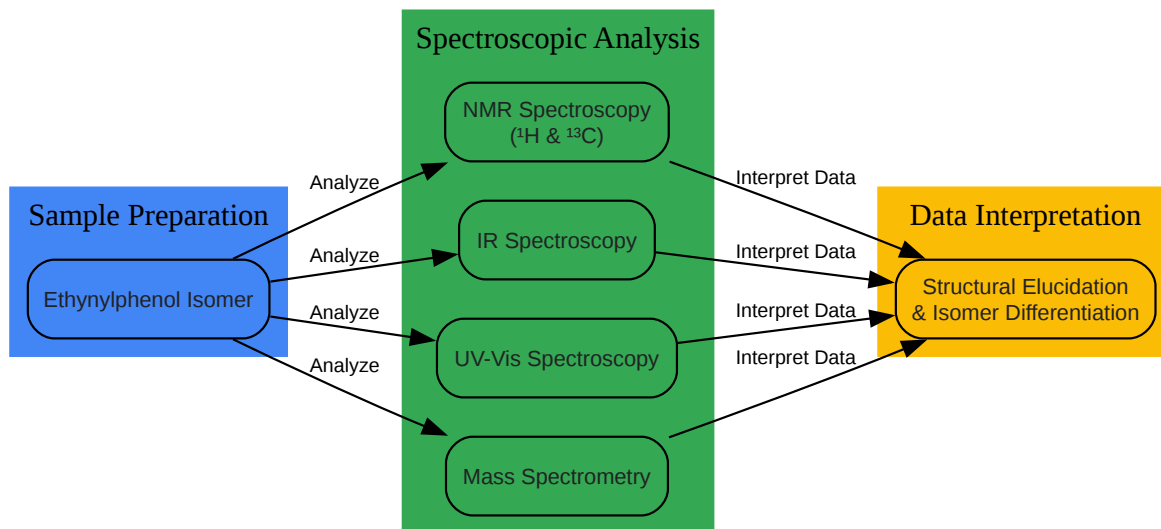 Sample Preparation
Ethynylphenol Isomer
Analyze
Analyze
Analyze
Analyze
Spectroscopic Analysis
NMR Spectroscopy
(¹H & ¹³C)
IR Spectroscopy
UV-Vis Spectroscopy
Mass Spectrometry
Interpret Data
Interpret Data
Interpret Data
Interpret Data
Data Interpretation
Structural Elucidation
& Isomer Differentiation